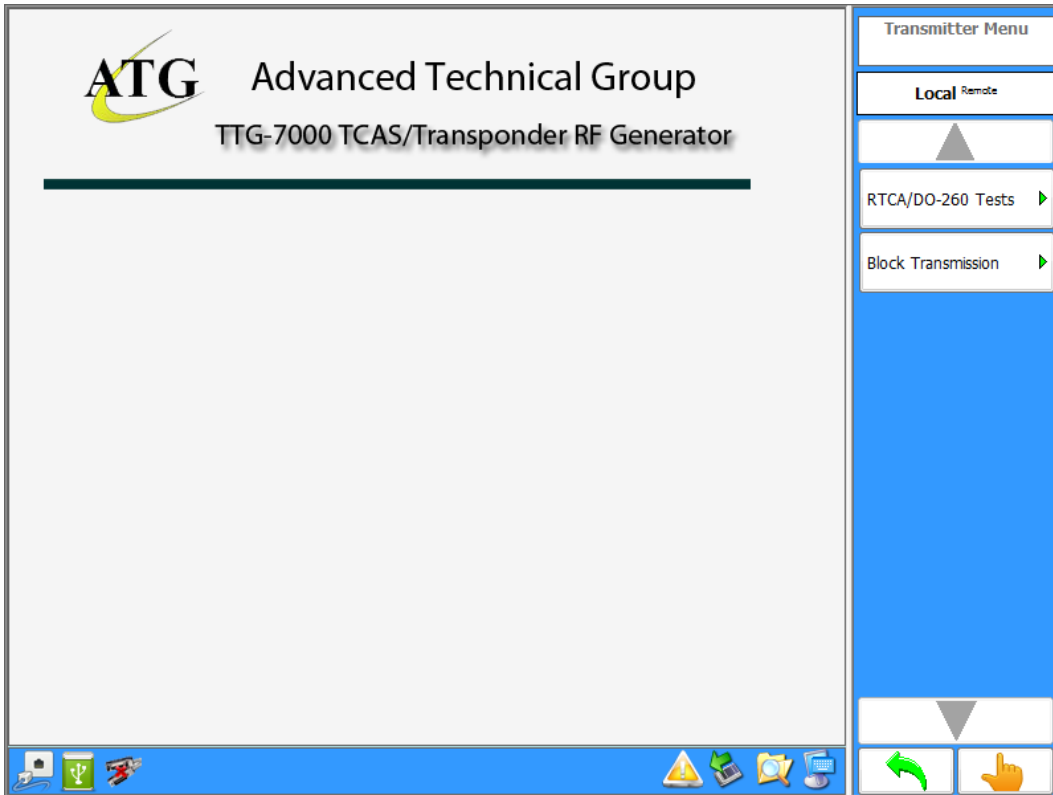 ATG
Advanced Technical Group
TTG-7000 TCAS/Transponder RF Generator
Transmitter Menu
Local Remote
RTCA/DO-260 Tests
Block Transmission